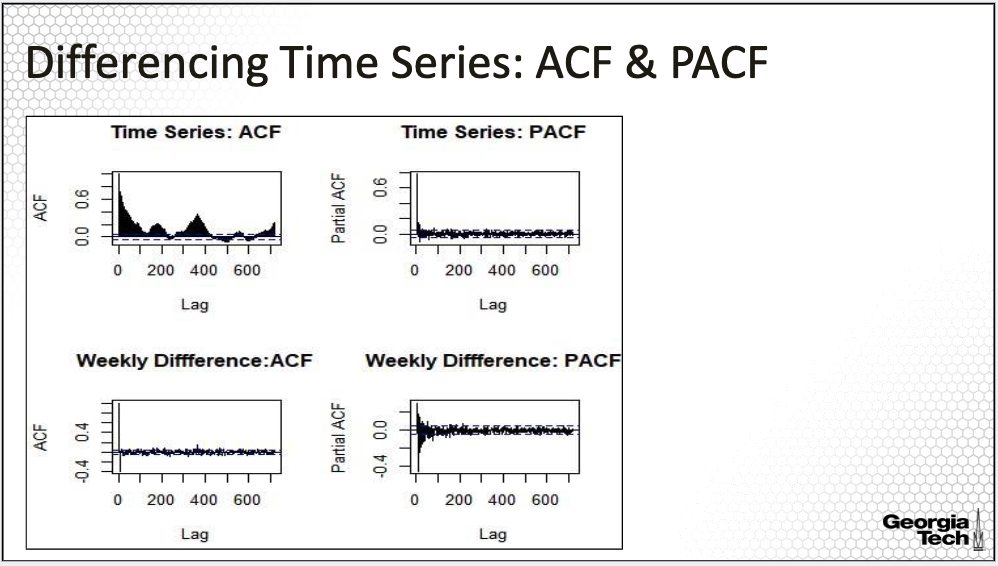 Differencing Time Series: ACF & PACF
Time Series: ACF
ACF
0.0 0.6
0 200 400 600
Lag
Time Series: PACF
Partial ACF
0.0 0.6
0 200 400 600
Lag
Weekly Diffference:ACF
ACF
-0.4 0.4
0 200 400 600
Lag
Weekly Diffference: PACF
Partial ACF
-0.4 0.0
0 200 400 600
Lag
Georgia
Tech